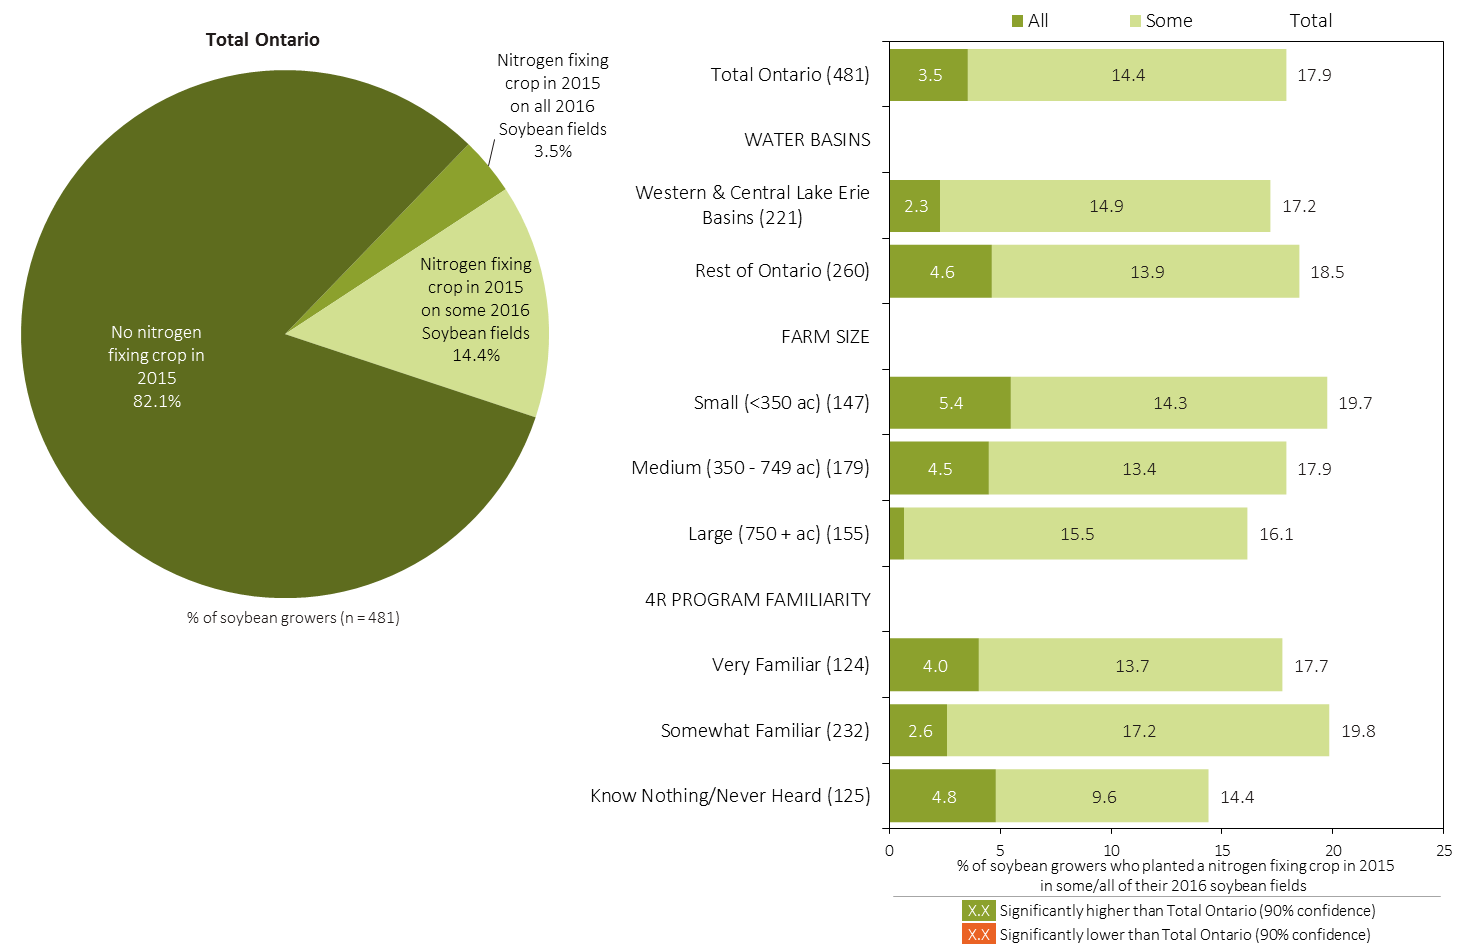 Total Ontario
Nitrogen fixing
crop in 2015
on all 2016
Soybean fields
3.5%
Nitrogen fixing
crop in 2015
on some 2016
Soybean fields
14.4%
No nitrogen
fixing crop in
2015
82.1%
% of soybean growers (n = 481)
All Some Total
Total Ontario (481) 3.5 14.4 17.9
WATER BASINS
Western & Central Lake Erie
Basins (221) 2.3 14.9 17.2
Rest of Ontario (260) 4.6 13.9 18.5
FARM SIZE
Small (<350 ac) (147) 5.4 14.3 19.7
Medium (350 - 749 ac) (179) 4.5 13.4 17.9
Large (750 + ac) (155) 15.5 16.1
4R PROGRAM FAMILIARITY
Very Familiar (124) 4.0 13.7 17.7
Somewhat Familiar (232) 2.6 17.2 19.8
Know Nothing/Never Heard (125) 4.8 9.6 14.4
0 5 10 15 20 25
% of soybean growers who planted a nitrogen fixing crop in 2015
in some/all of their 2016 soybean fields
X.X Significantly higher than Total Ontario (90% confidence)
X.X Significantly lower than Total Ontario (90% confidence)